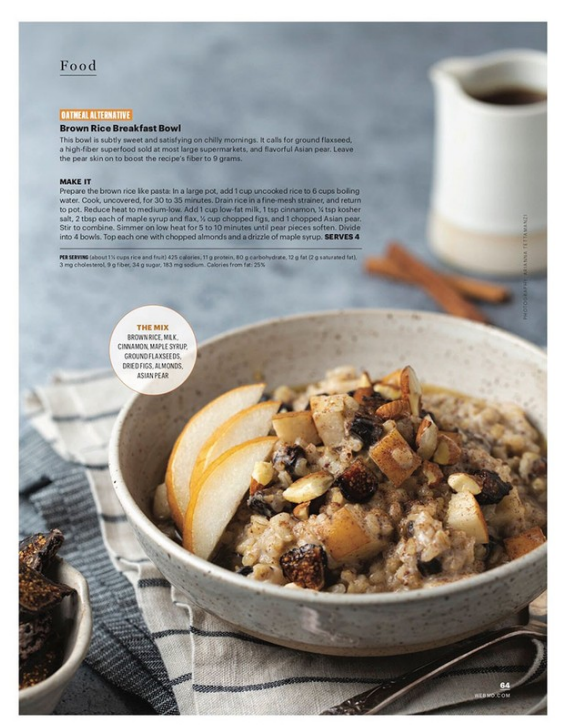 Food
OATMEAL ALTERNATIVE
Brown Rice Breakfast Bowl
This bowl is subtly sweet and satisfying on chilly mornings. It calls for ground flaxseed,
a high-fiber superfood sold at most large supermarkets, and flavorful Asian pear. Leave
the pear skin on to boost the recipe's fiber to 9 grams.
MAKE IT
Prepare the brown rice like pasta: In a large pot, add 1 cup uncooked rice to 6 cups boiling
water. Cook, uncovered, for 30 to 35 minutes. Drain rice in a fine-mesh strainer, and return
to pot. Reduce heat to medium-low. Add 1 cup low-fat milk, 1 tsp cinnamon, ¼ tsp kosher
salt, 2 tbsp each of maple syrup and flax, ½ cup chopped figs, and 1 chopped Asian pear.
Stir to combine. Simmer on low heat for 5 to 10 minutes until pear pieces soften. Divide
into 4 bowls. Top each one with chopped almonds and a drizzle of maple syrup. SERVES 4
PER SERVING (about 1½ cups rice and fruit) 425 calories, 11 g protein, 80 g carbohydrate, 12 g fat (2 g saturated fat),
3 mg cholesterol, 9 g fiber, 34 g sugar, 183 mg sodium. Calories from fat: 25%
THE MIX
BROWN RICE, MILK,
CINNAMON, MAPLE SYRUP,
GROUND FLAXSEEDS,
DRIED FIGS, ALMONDS,
ASIAN PEAR
64